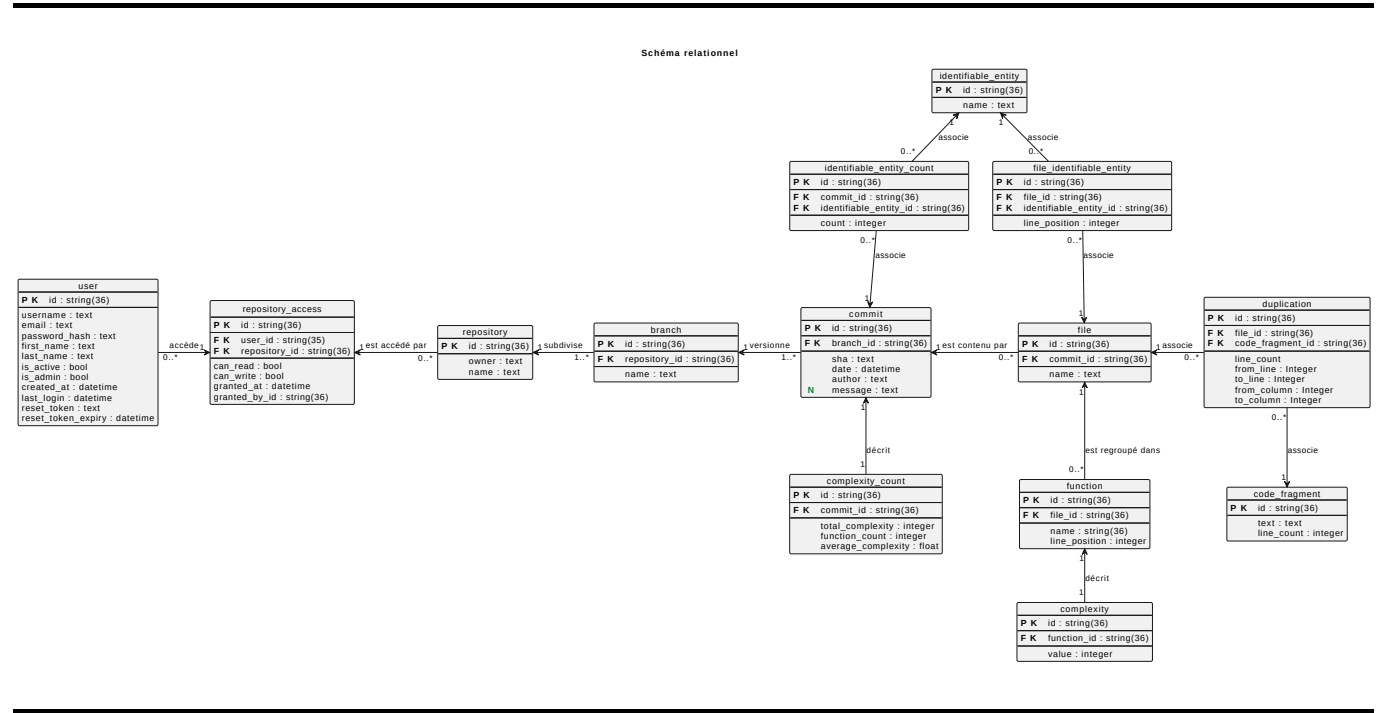 Schéma relationnel
identifiable_entity
P K id : string(36)
name : text
1
1
associe
associe
0..*
0..*
identifiable_entity_count
P K id : string(36)
F K commit_id : string(36)
F K identifiable_entity_id : string(36)
count : integer
file_identifiable_entity
P K id : string(36)
F K file_id : string(36)
F K identifiable_entity_id : string(36)
line_position : integer
0..*
associe
1
0..*
associe
1
user
P K id : string(36)
username : text
email : text
password_hash : text
first_name : text
last_name : text
is_active : bool
is_admin : bool
created_at : datetime
last_login : datetime
reset_token : text
reset_token_expiry : datetime
accède 1
0..*
repository_access
P K id : string(36)
F K user_id : string(35)
F K repository_id : string(36)
can_read : bool
can_write : bool
granted_at : datetime
granted_by_id : string(36)
1 est accédé par
0..*
repository
P K id : string(36)
owner : text
name : text
1 subdivise
1..*
branch
P K id : string(36)
F K repository_id : string(36)
name : text
1 versionne
1..*
commit
P K id : string(36)
F K branch_id : string(36)
sha : text
date : datetime
author : text
N message : text
1 est contenu par
0..*
file
P K id : string(36)
F K commit_id : string(36)
name : text
1 associe
0..*
duplication
P K id : string(36)
F K file_id : string(36)
F K code_fragment_id : string(36)
line_count
from_line : Integer
to_line : Integer
from_column : Integer
to_column : Integer
1
décrit
1
complexity_count
P K id : string(36)
F K commit_id : string(36)
total_complexity : integer
function_count : integer
average_complexity : float
1
est regroupé dans
0..*
function
P K id : string(36)
F K file_id : string(36)
name : string(36)
line_position : integer
1
décrit
1
complexity
P K id : string(36)
F K function_id : string(36)
value : integer
0..*
associe
1
code_fragment
P K id : string(36)
text : text
line_count : integer